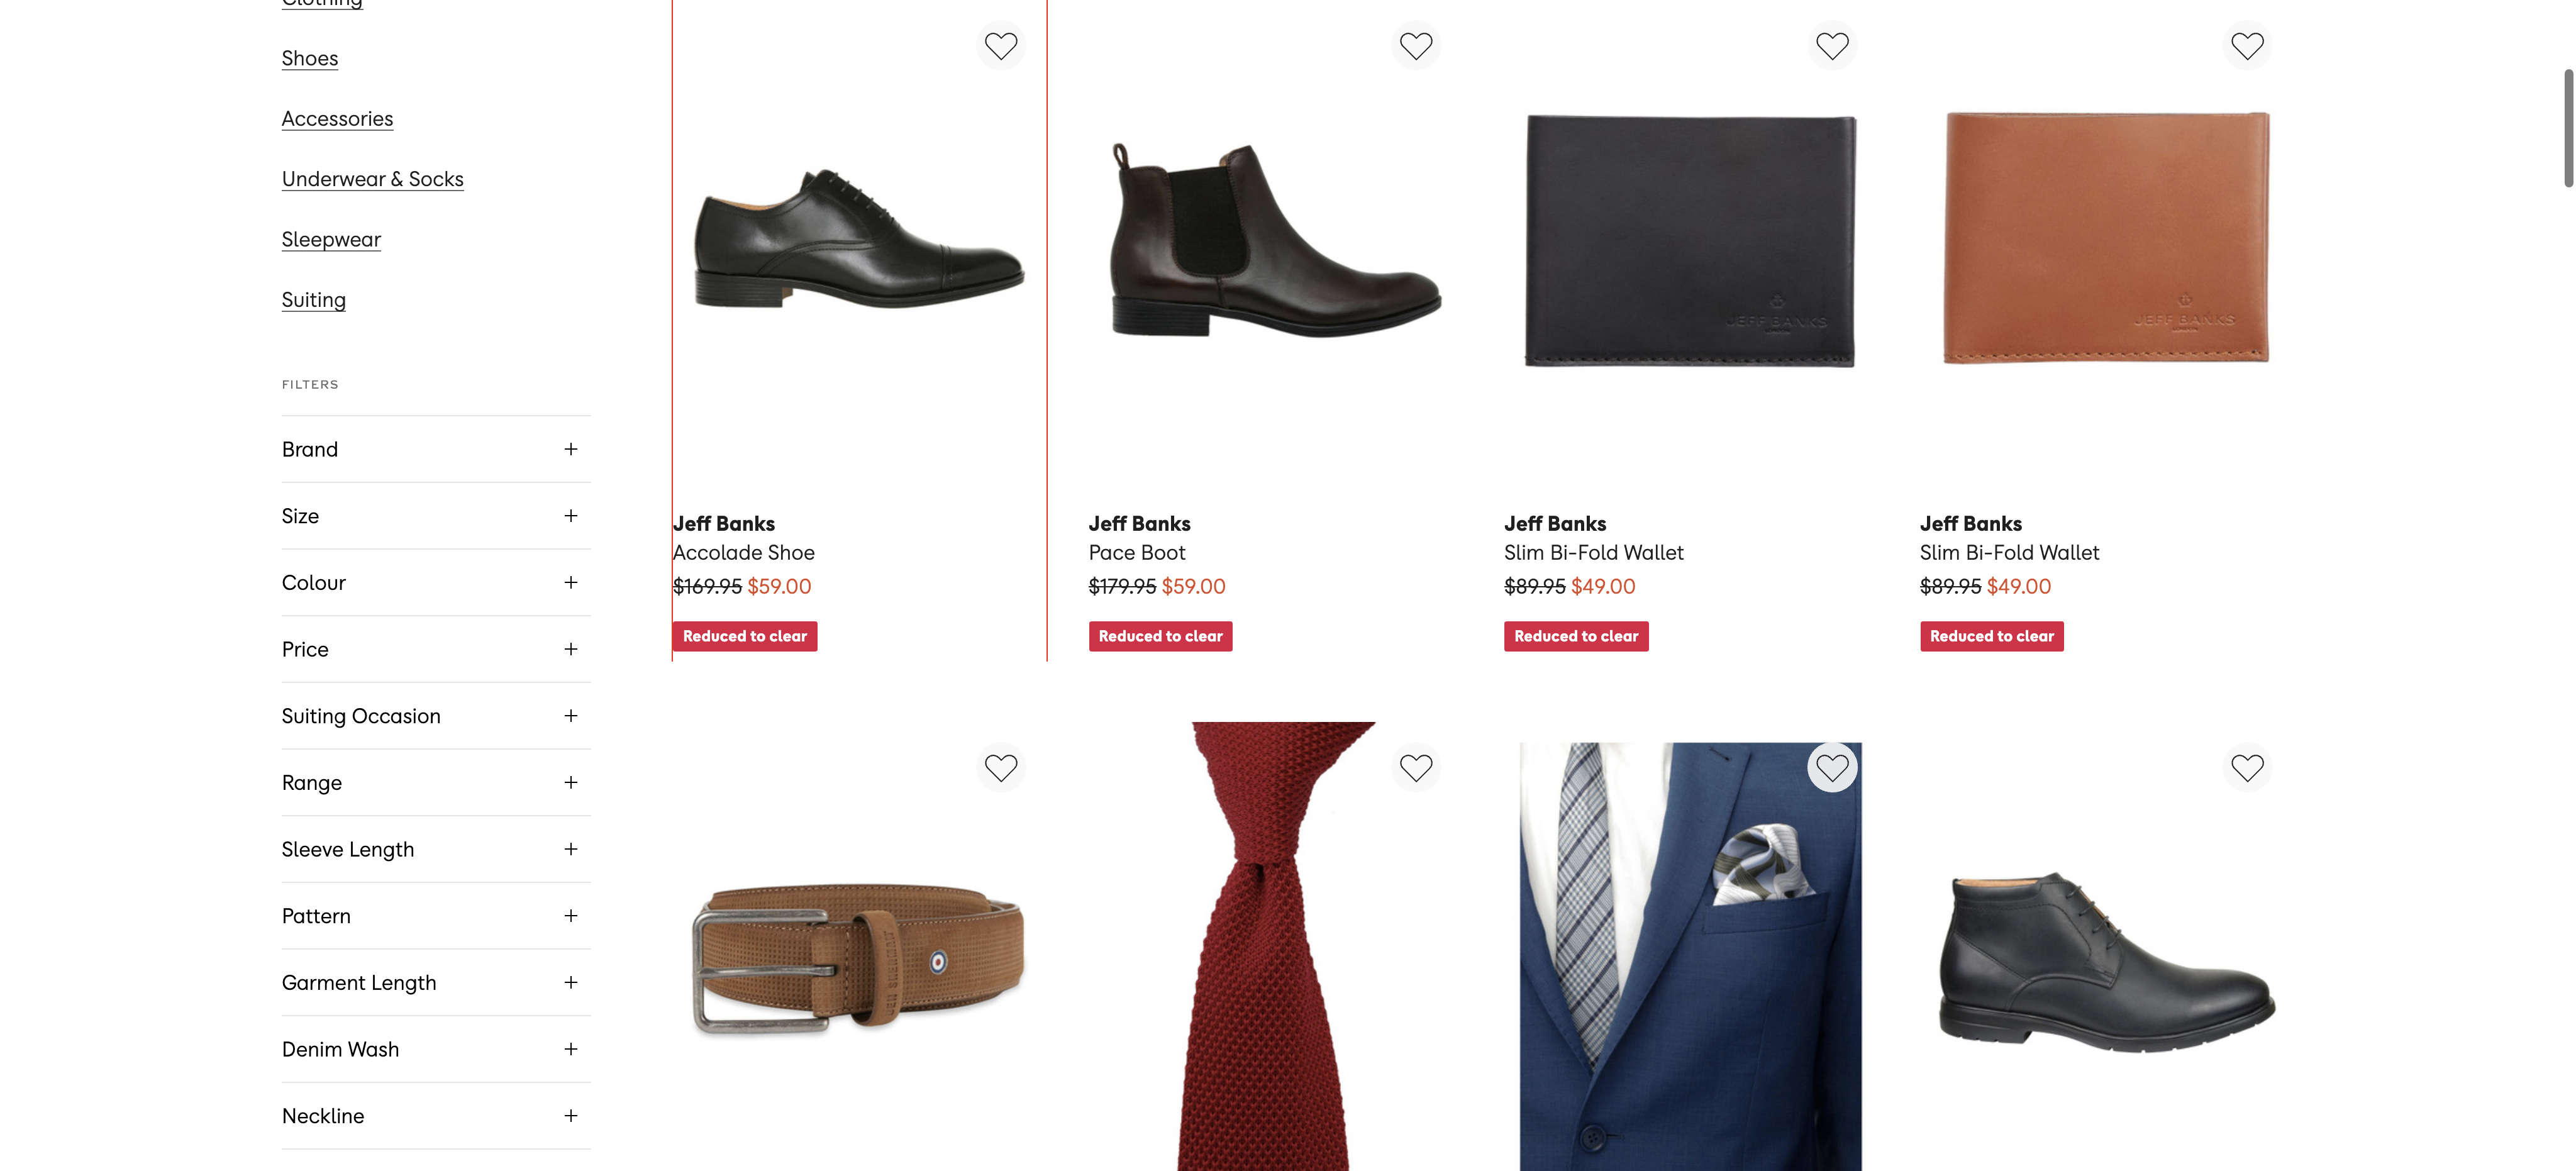 Clothing
Shoes
Accessories
Underwear & Socks
Sleepwear
Suiting
FILTERS
Brand +
Size +
Colour +
Price +
Suiting Occasion +
Range +
Sleeve Length +
Pattern +
Garment Length +
Denim Wash +
Neckline +
JEFF BANKS
JEFF BANKS
Jeff Banks
Accolade Shoe
$169.95 $59.00
Reduced to clear
Jeff Banks
Pace Boot
$179.95 $59.00
Reduced to clear
Jeff Banks
Slim Bi-Fold Wallet
$89.95 $49.00
Reduced to clear
Jeff Banks
Slim Bi-Fold Wallet
$89.95 $49.00
Reduced to clear
BEN SHERMAN